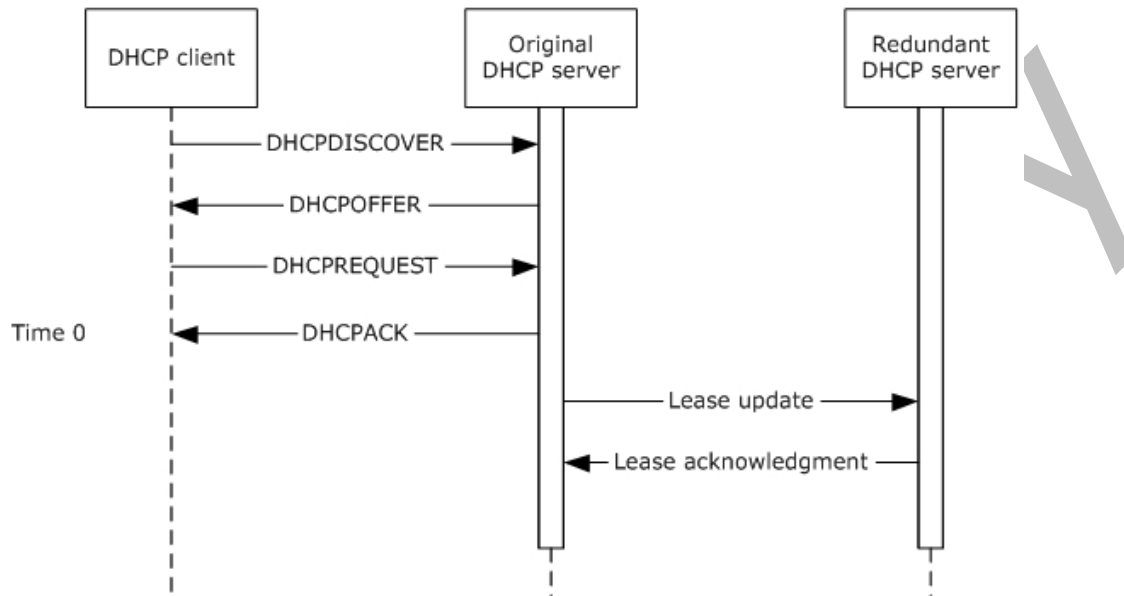 DHCP client
Original
DHCP server
Redundant
DHCP server
DHCPDISCOVER
DHCPOFFER
DHCPREQUEST
Time 0
DHCPACK
Lease update
Lease acknowledgment